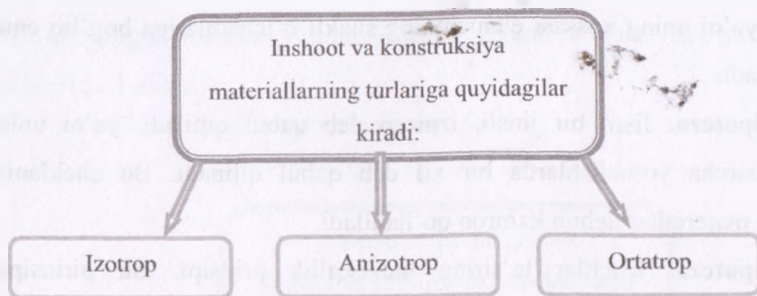 Inshoot va konstruksiya
materiallarning turlariga quyidagilar
kiradi:
Izotrop
Anizotrop
Ortatrop